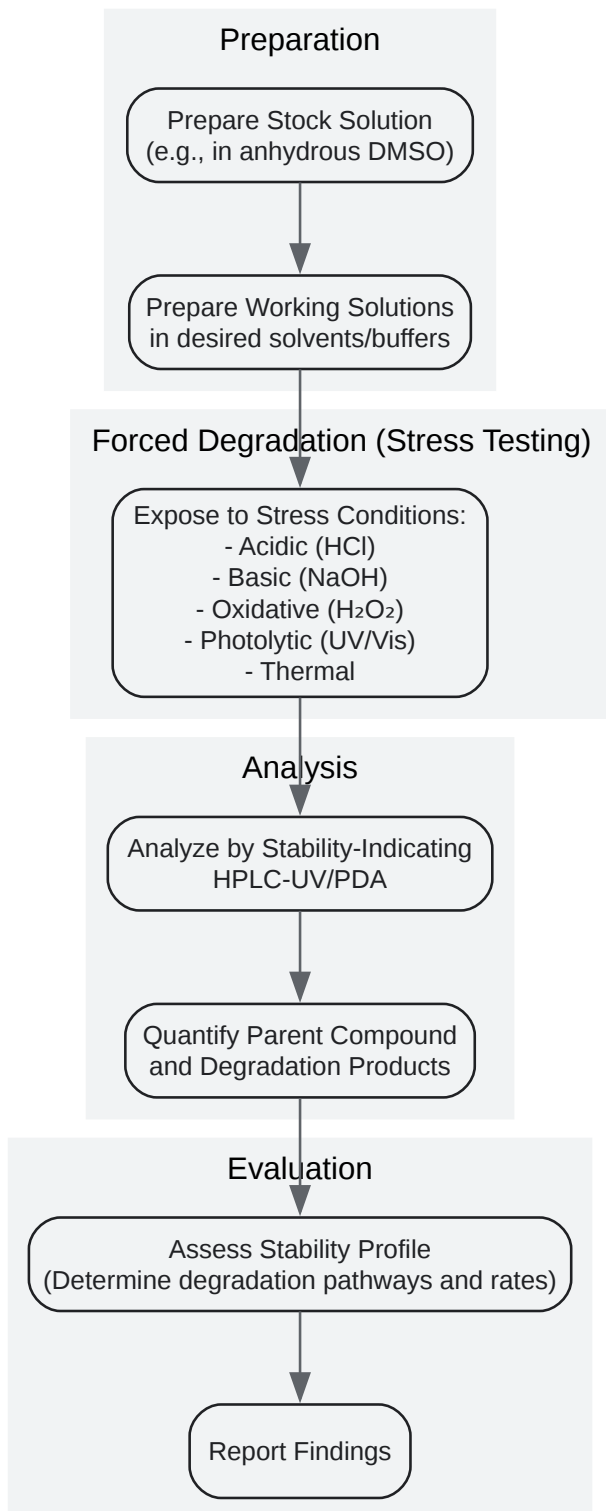 Preparation
Prepare Stock Solution
(e.g., in anhydrous DMSO)
Prepare Working Solutions
in desired solvents/buffers
Forced Degradation (Stress Testing)
Expose to Stress Conditions:
- Acidic (HCl)
- Basic (NaOH)
- Oxidative (H₂O₂)
- Photolytic (UV/Vis)
- Thermal
Analysis
Analyze by Stability-Indicating
HPLC-UV/PDA
Quantify Parent Compound
and Degradation Products
Evaluation
Assess Stability Profile
(Determine degradation pathways and rates)
Report Findings